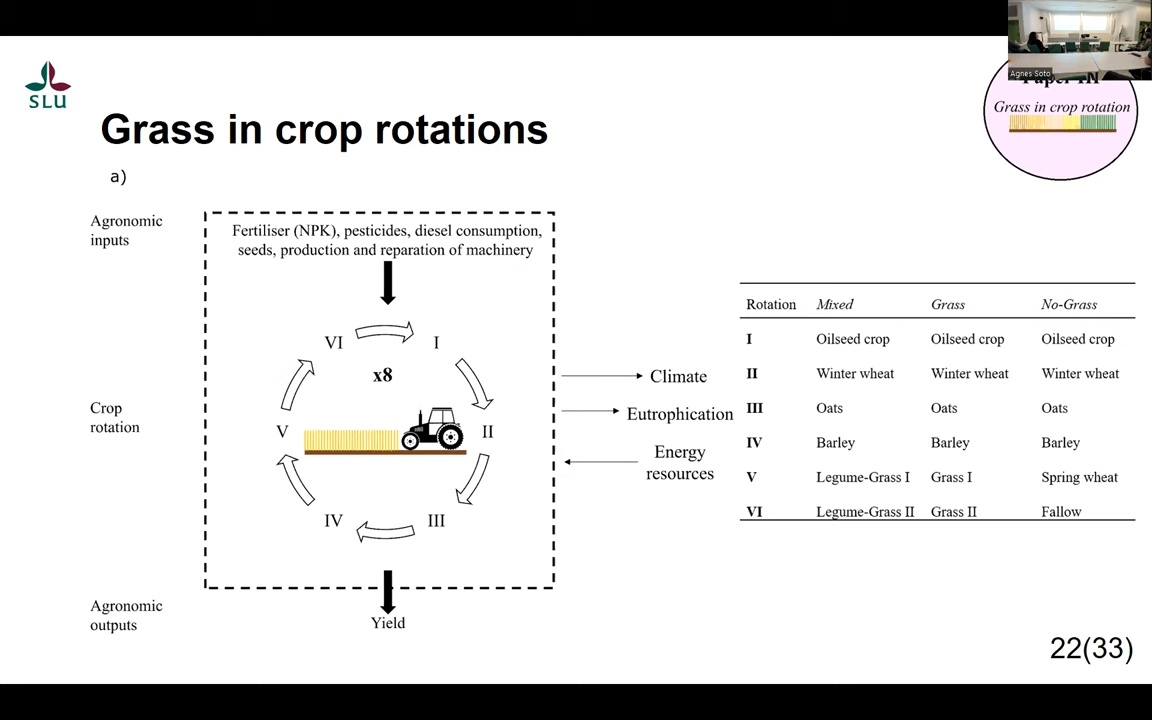 Agnes Soto
SLU
Grass in crop rotations
Grass in crop rotation
a)
Agronomic
inputs
Fertiliser (NPK), pesticides, diesel consumption,
seeds, production and reparation of machinery
VI
I
x8
Crop
rotation
V
II
IV
III
Climate
Eutrophication
Energy
resources
Rotation Mixed Grass No-Grass
I Oilseed crop Oilseed crop Oilseed crop
II Winter wheat Winter wheat Winter wheat
III Oats Oats Oats
IV Barley Barley Barley
V Legume-Grass I Grass I Spring wheat
VI Legume-Grass II Grass II Fallow
Agronomic
outputs
Yield
22(33)